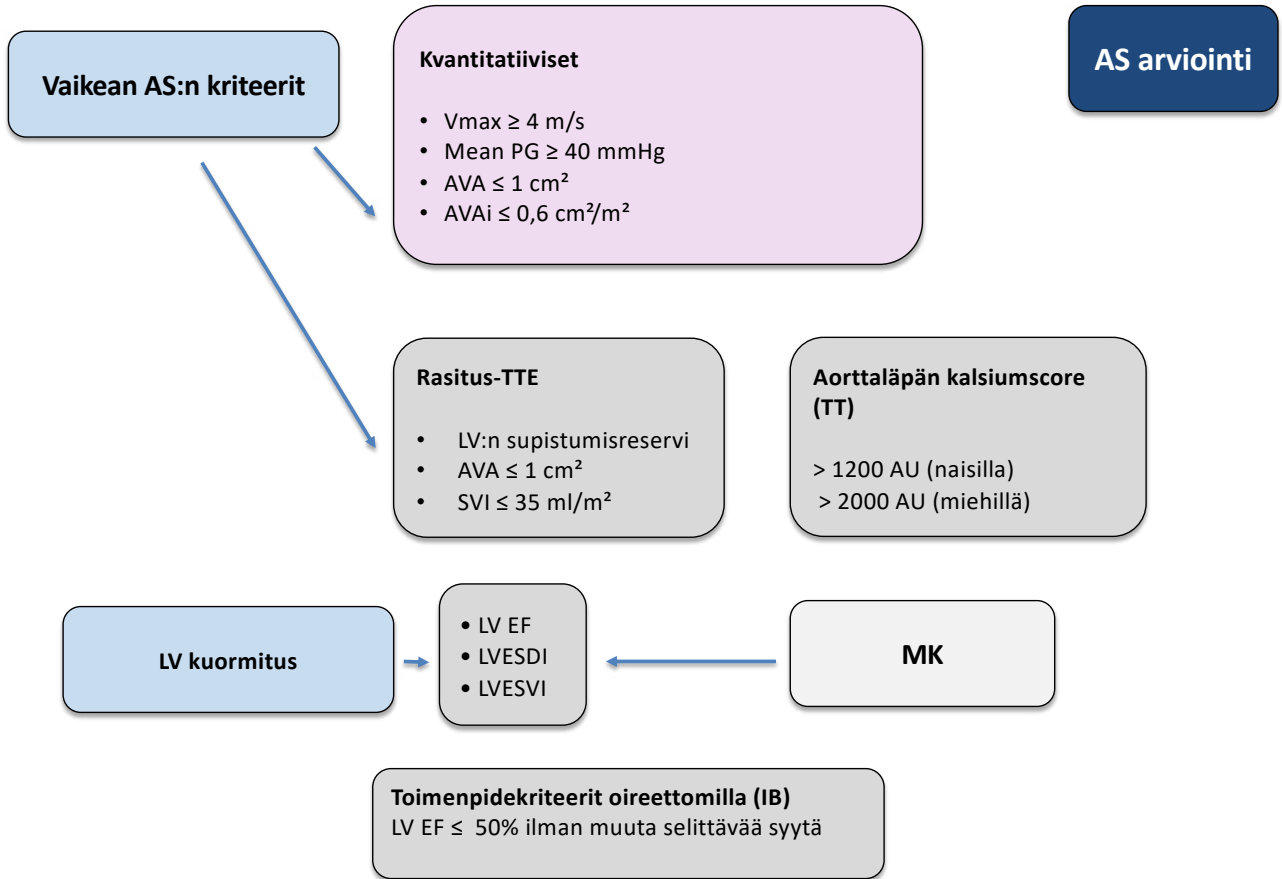 Vaikean AS:n kriteerit
Kvantitatiiviset
• Vmax ≥ 4 m/s
• Mean PG ≥ 40 mmHg
• AVA ≤ 1 cm²
• AVAi ≤ 0,6 cm²/m²
AS arviointi
Rasitus-TTE
• LV:n supistumisreservi
• AVA ≤ 1 cm²
• SVI ≤ 35 ml/m²
Aorttaläpän kalsiumscore
(TT)
> 1200 AU (naisilla)
> 2000 AU (miehillä)
LV kuormitus
• LV EF
• LVESDI
• LVESVI
MK
Toimenpidekriteerit oireettomilla (IB)
LV EF ≤ 50% ilman muuta selittävää syytä